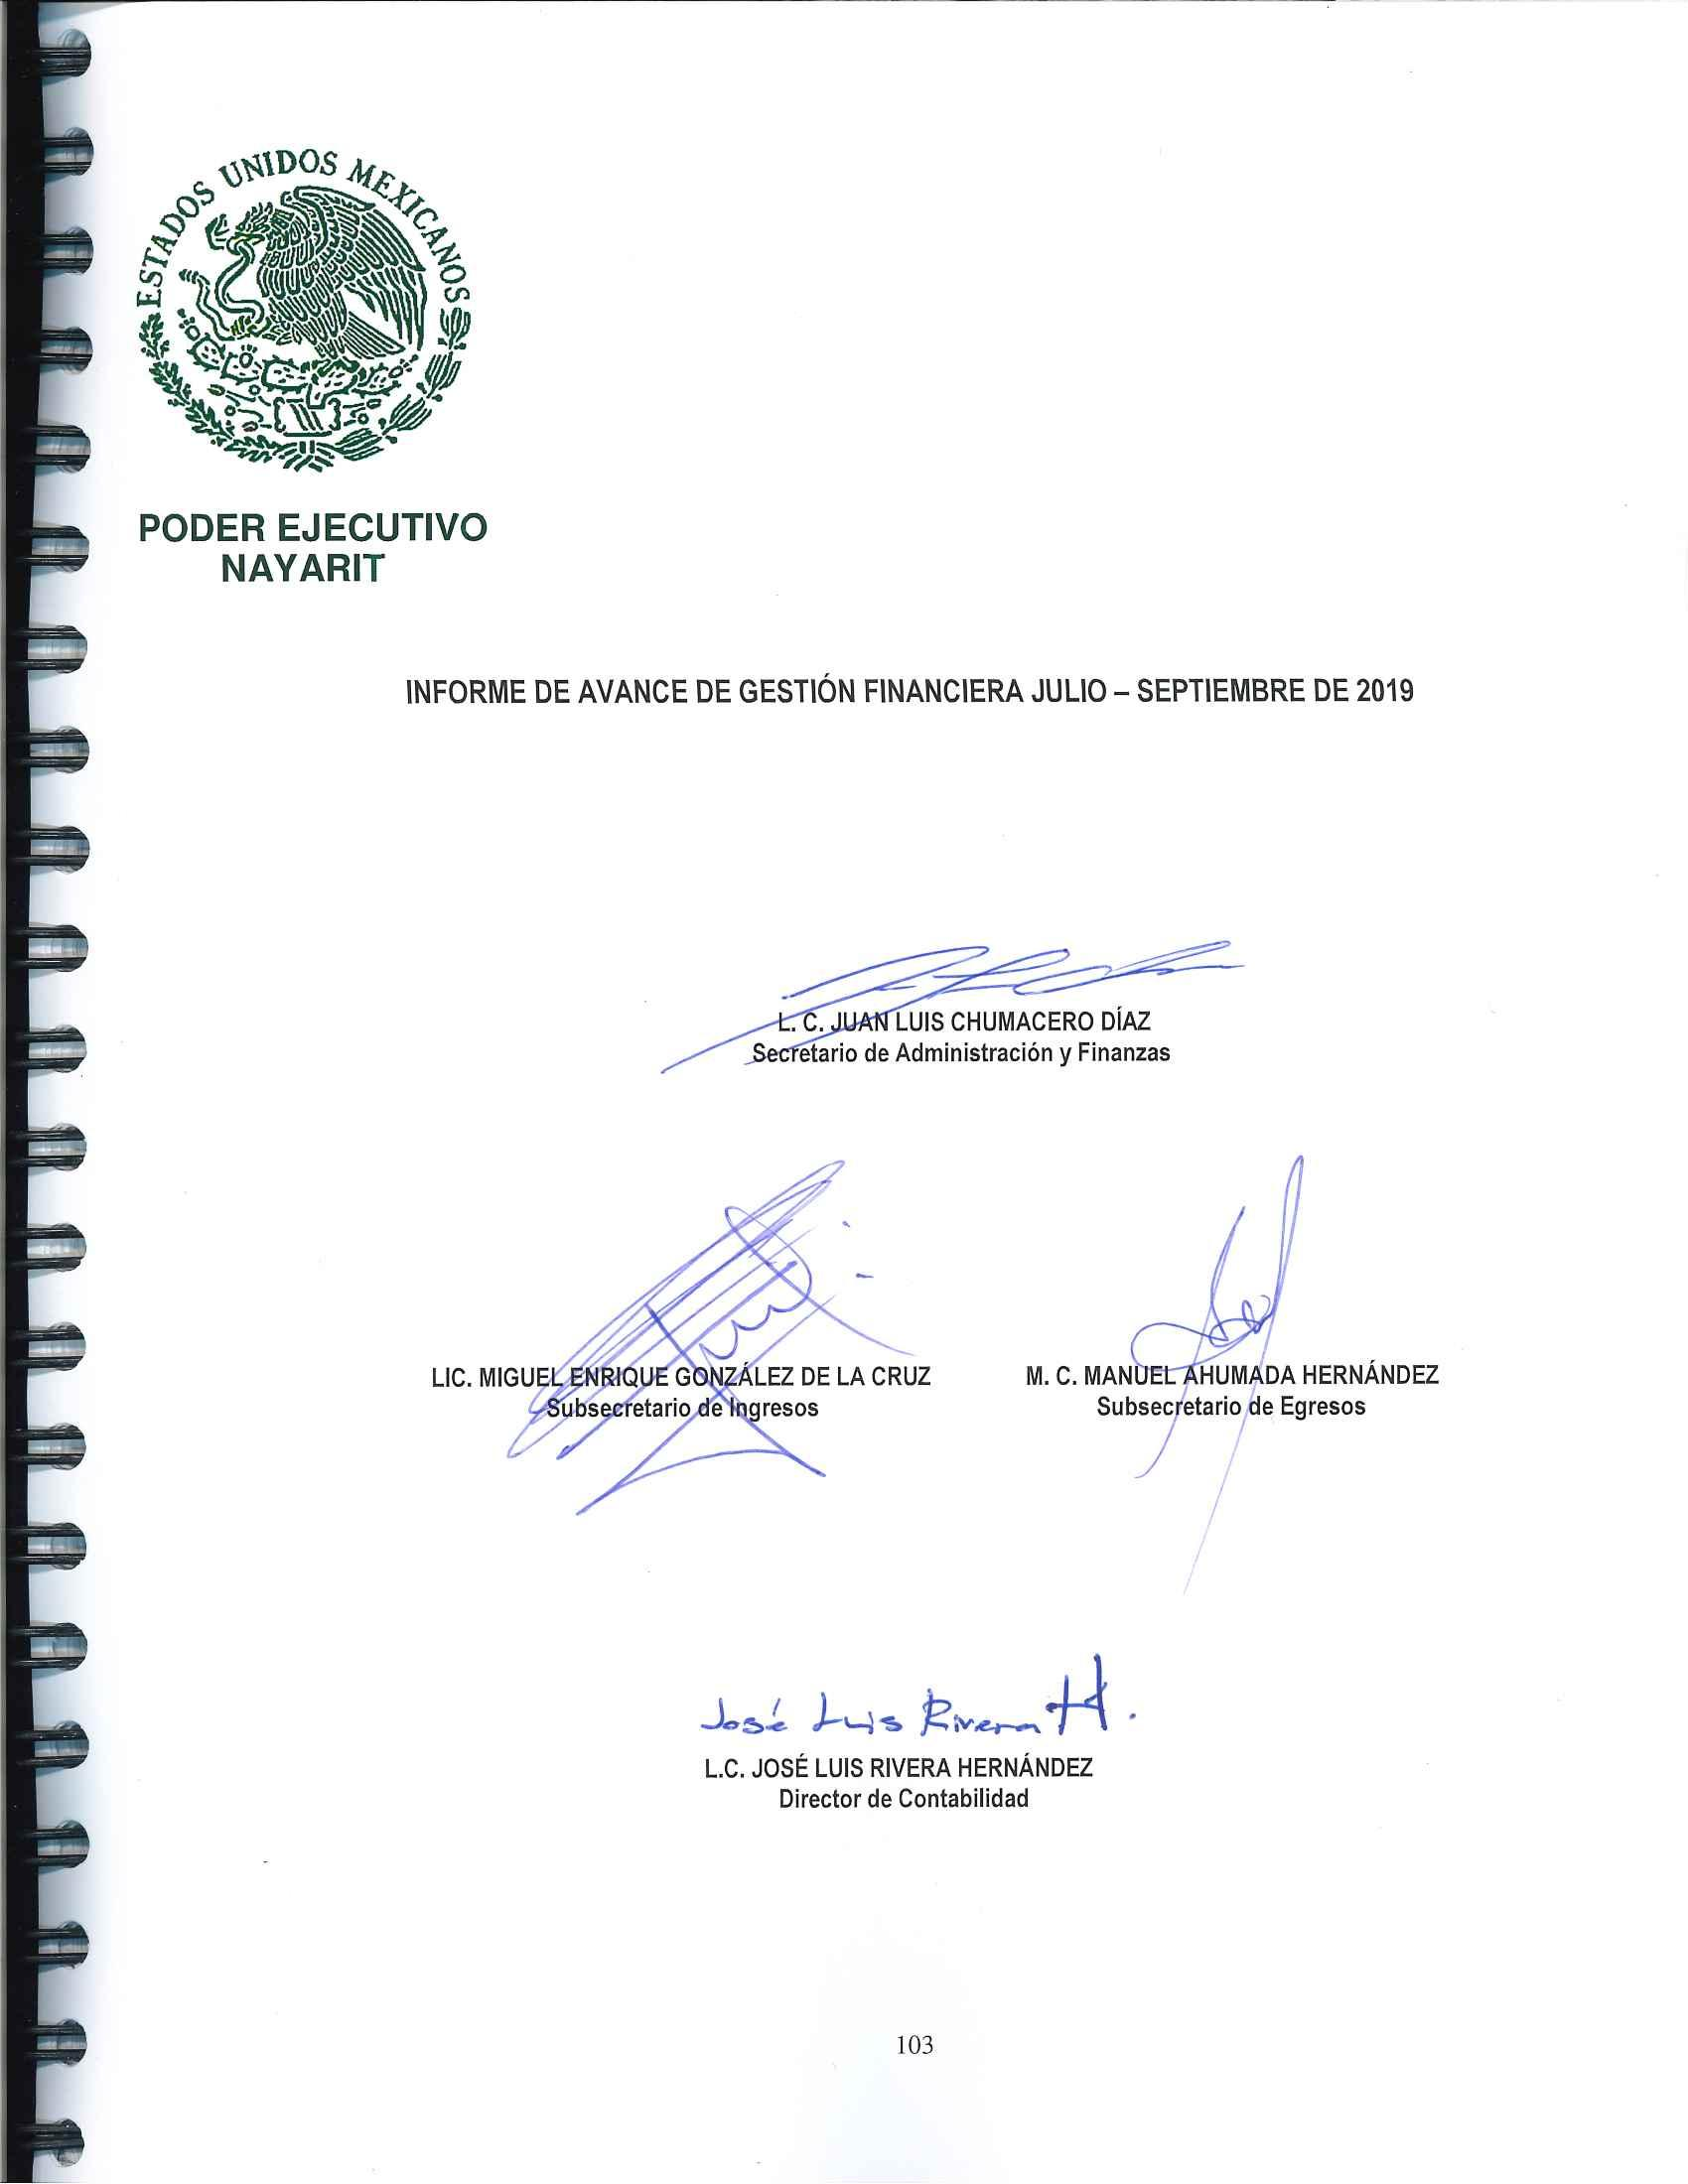 ESTADOS UNIDOS MEXICANOS
PODER EJECUTIVO
NAYARIT
INFORME DE AVANCE DE GESTIÓN FINANCIERA JULIO – SEPTIEMBRE DE 2019
L. C. JUAN LUIS CHUMACERO DÍAZ
Secretario de Administración y Finanzas
LIC. MIGUEL ENRIQUE GONZÁLEZ DE LA CRUZ
Subsecretario de Ingresos
M. C. MANUEL AHUMADA HERNÁNDEZ
Subsecretario de Egresos
José Luis Rivera H.
L.C. JOSÉ LUIS RIVERA HERNÁNDEZ
Director de Contabilidad
103